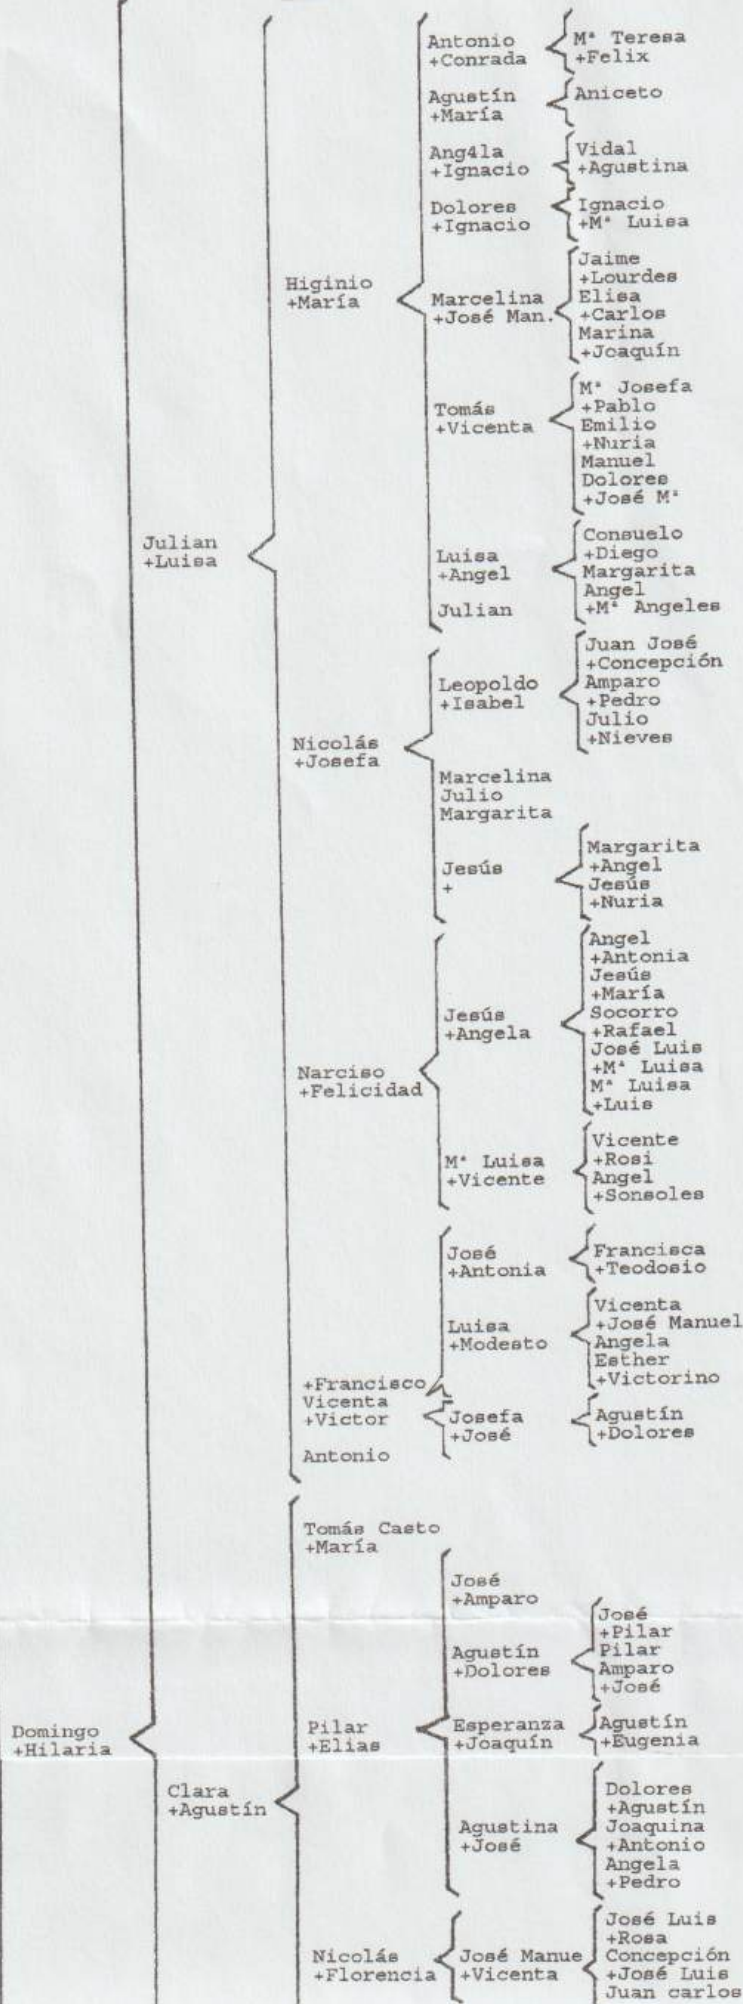 Antonio
+Conrada
Mª Teresa
+Felix
Agustín
+María
Aniceto
Ang4la
+Ignacio
Vidal
+Agustina
Dolores
+Ignacio
Ignacio
+Mª Luisa
Higinio
+María
Marcelina
+José Man.
Jaime
+Lourdes
Elisa
+Carlos
Marina
+Joaquín
Tomás
+Vicenta
Mª Josefa
+Pablo
Emilio
+Nuria
Manuel
Dolores
+José Mª
Julian
+Luisa
Luisa
+Angel
Consuelo
+Diego
Margarita
Angel
+Mª Angeles
Julian
Nicolás
+Josefa
Leopoldo
+Isabel
Juan José
+Concepción
Amparo
+Pedro
Julio
+Nieves
Marcelina
Julio
Margarita
Jesús
+
Margarita
+Angel
Jesús
+Nuria
Narciso
+Felicidad
Jesús
+Angela
Angel
+Antonia
Jesús
+María
Socorro
+Rafael
José Luis
+Mª Luisa
Mª Luisa
+Luis
Mª Luisa
+Vicente
Vicente
+Rosi
Angel
+Sonsoles
José
+Antonia
Francisca
+Teodosio
Luisa
+Modesto
Vicenta
+José Manuel
Angela
Esther
+Victorino
+Francisco
Vicenta
+Victor
Josefa
+José
Agustín
+Dolores
Antonio
Tomás Casto
+María
José
+Amparo
Agustín
+Dolores
José
+Pilar
Pilar
Amparo
+José
Domingo
+Hilaria
Pilar
+Elias
Esperanza
+Joaquín
Agustín
+Eugenia
Clara
+Agustín
Agustina
+José
Dolores
+Agustín
Joaquina
+Antonio
Angela
+Pedro
Nicolás
+Florencia
José Manue
+Vicenta
José Luis
+Rosa
Concepción
+José Luis
Juan carlos